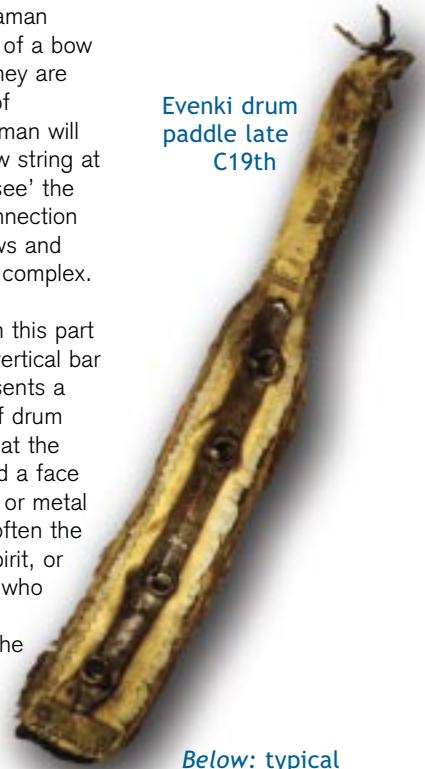 aman
of a bow
hey are
of
man will
w string at
see' the
nnection
ws and
complex.
n this part
vertical bar
sents a
f drum
at the
d a face
or metal
often the
pirit, or
who
he
Evenki drum
paddle late
C19th
Below: typical